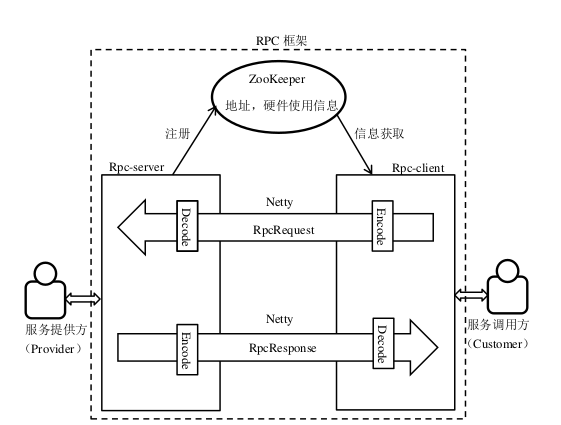 RPC 框架
ZooKeeper
地址，硬件使用信息
注册
信息获取
Rpc-server
Rpc-client
Netty
Decode
RpcRequest
Encode
服务提供方
（Provider）
服务调用方
（Customer）
Netty
Encode
RpcResponse
Decode